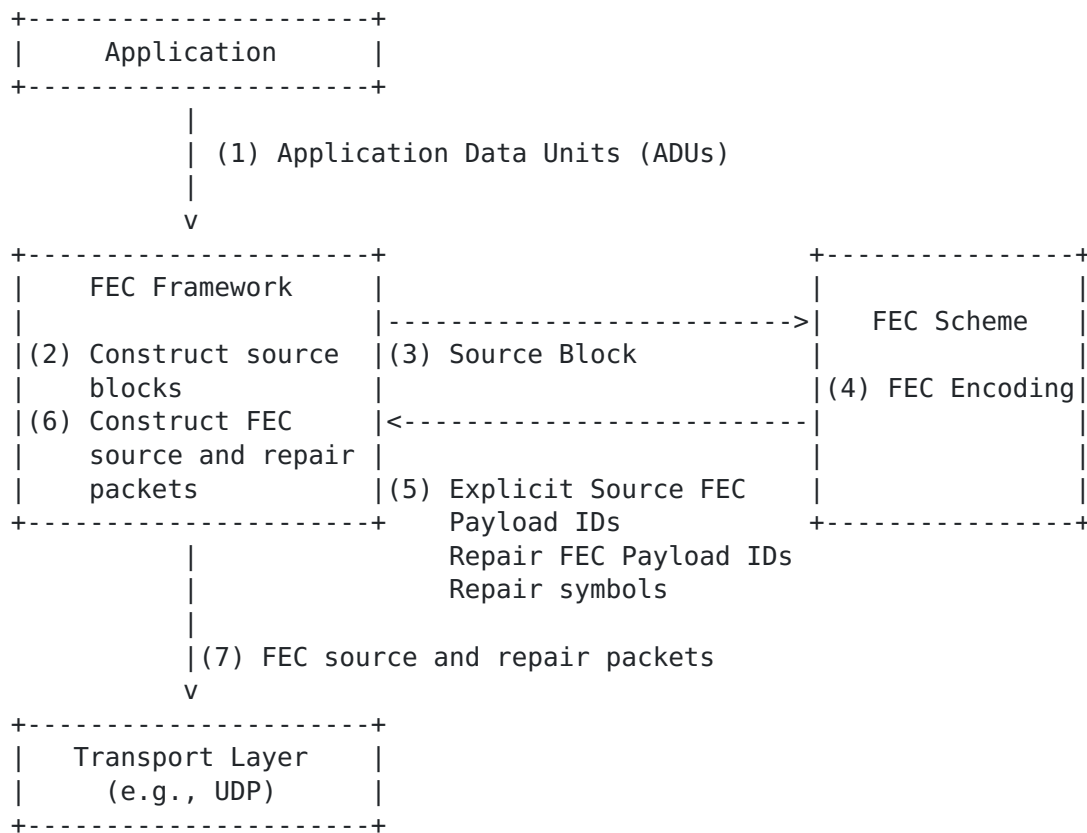 Application
(1) Application Data Units (ADUs)
FEC Framework
FEC Scheme
(2) Construct source
(3) Source Block
blocks
(4) FEC Encoding
(6) Construct FEC
source and repair
packets
(5) Explicit Source FEC
Payload IDs
Repair FEC Payload IDs
Repair symbols
(7) FEC source and repair packets
Transport Layer
(e.g., UDP)